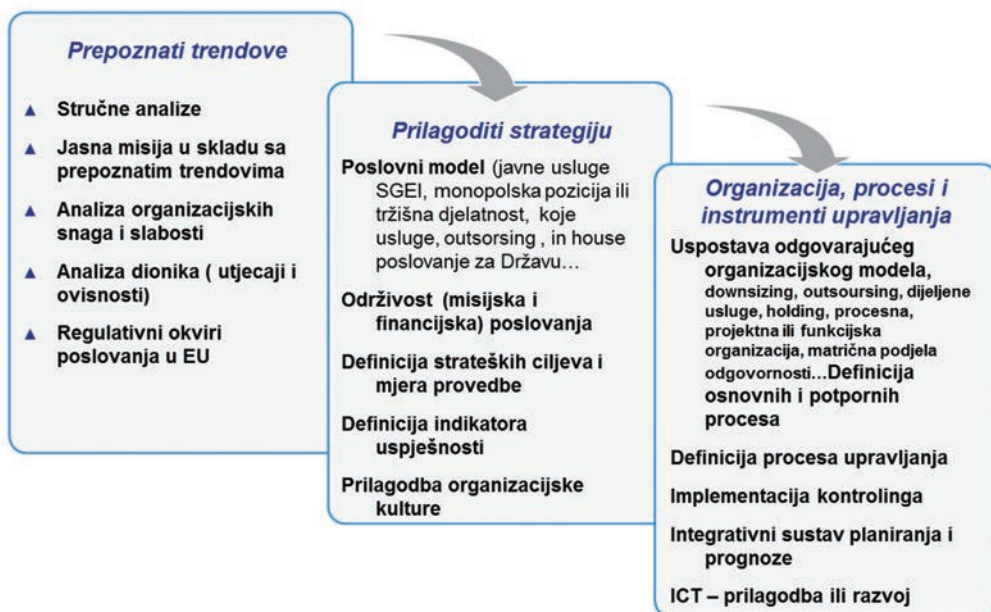 Prepoznati trendove
▲ Stručne analize
▲ Jasna misija u skladu sa
prepoznatim trendovima
▲ Analiza organizacijskih
snaga i slabosti
▲ Analiza dionika ( utjecaji i
ovisnosti)
▲ Regulativni okviri
poslovanja u EU
Prilagoditi strategiju
Poslovni model (javne usluge
SGEI, monopolska pozicija ili
tržišna djelatnost, koje
usluge, outsorsing , in house
poslovanje za Državu...
Održivost (misijska i
financijska) poslovanja
Definicija strateških ciljeva i
mjera provedbe
Definicija indikatora
uspješnosti
Prilagodba organizacijske
kulture
Organizacija, procesi i
instrumenti upravljanja
Uspostava odgovarajućeg
organizacijskog modela,
downsizing, outsoursing, dijeljene
usluge, holding, procesna,
projektna ili funkcijska
organizacija, matrična podjela
odgovornosti...Definicija
osnovnih i potpornih
procesa
Definicija procesa upravljanja
Implementacija kontrolinga
Integrativni sustav planiranja i
prognoze
ICT – prilagodba ili razvoj